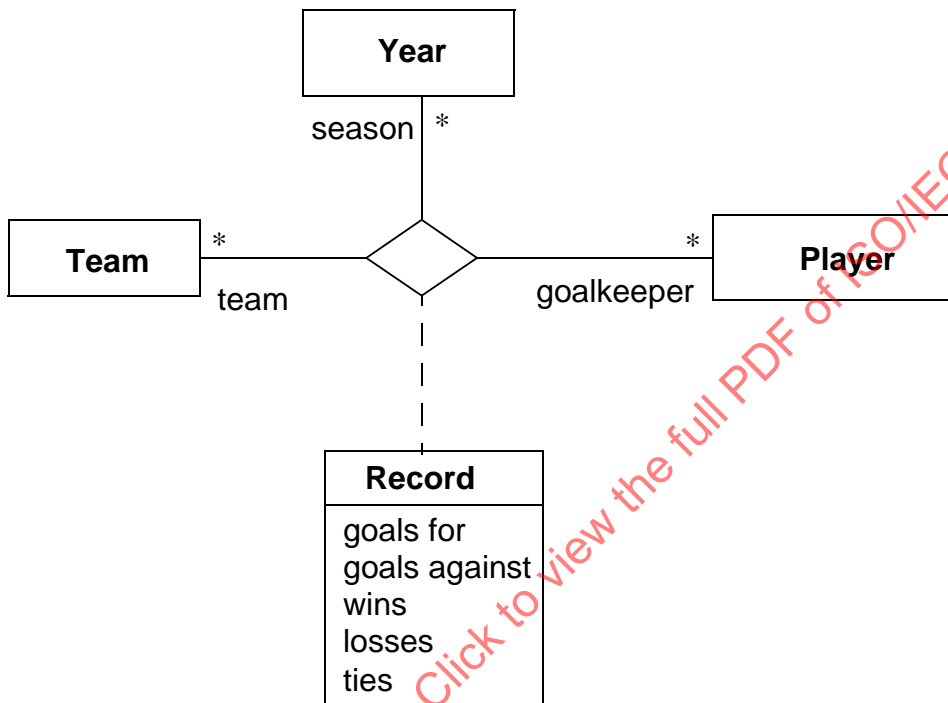 Year
season *
Team
*
team
*
goalkeeper
Player
Record
goals for
goals against
wins
losses
ties
Click to view the full PDF of ISO/IEC